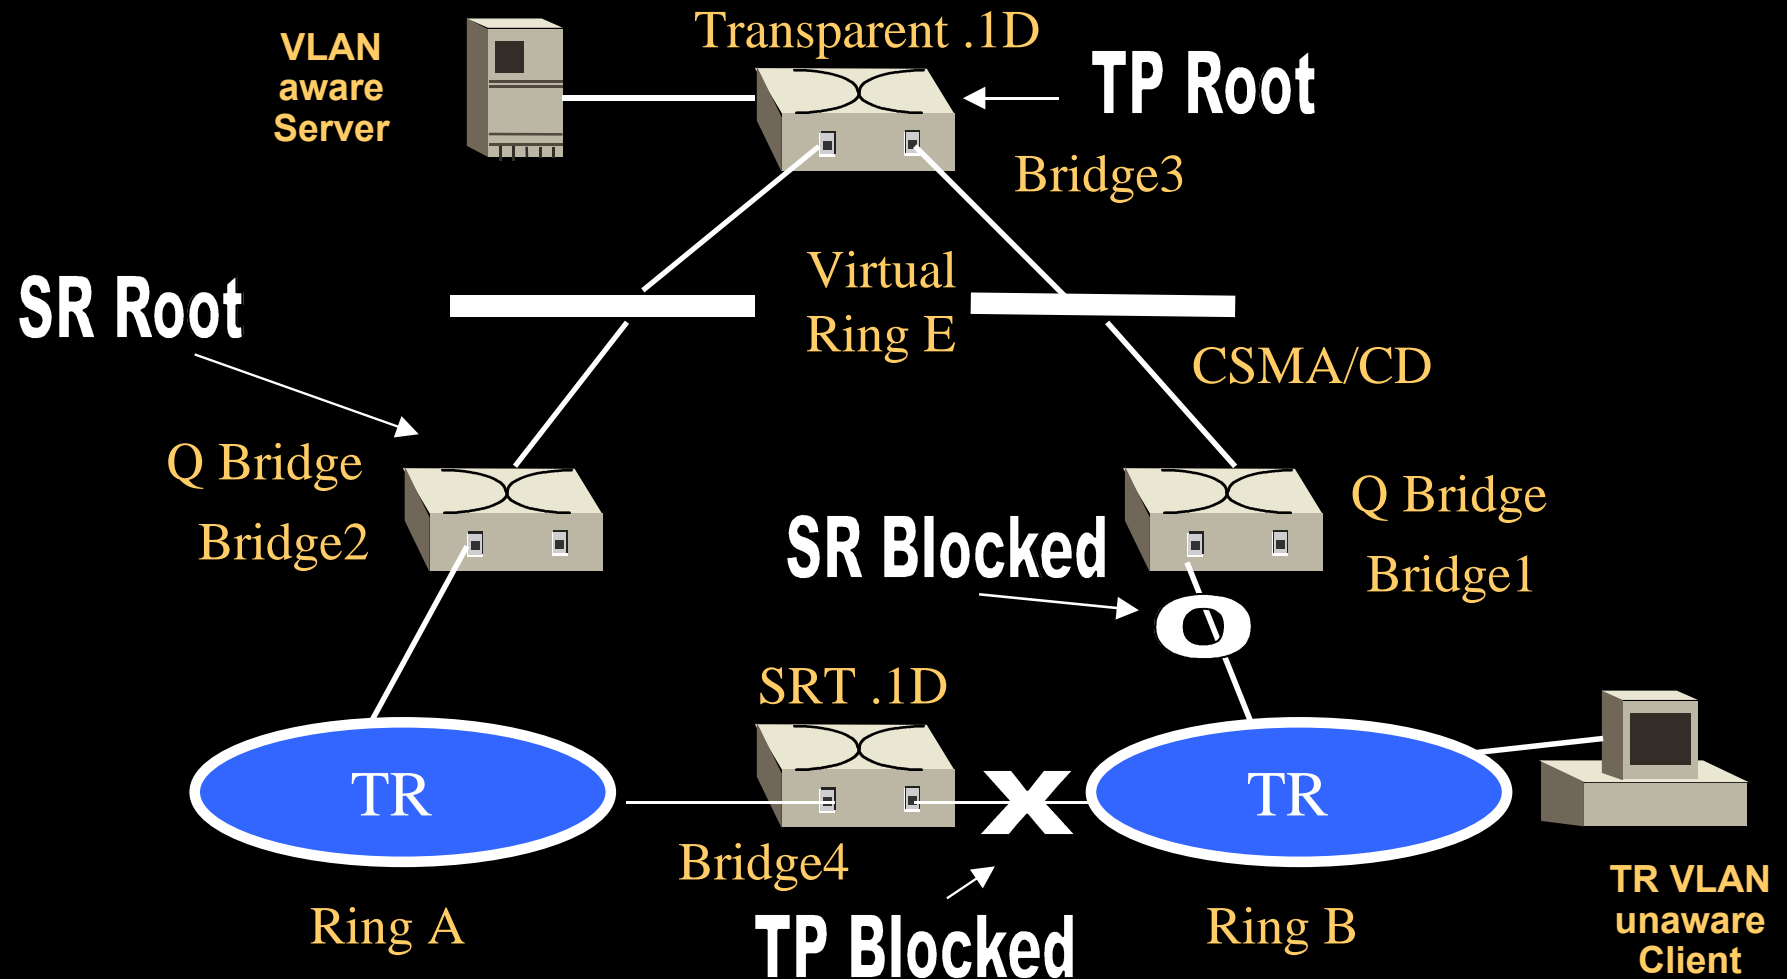 Transparent .1D
VLAN
aware
Server
TP Root
Bridge3
Virtual
Ring E
SR Root
CSMA/CD
Q Bridge
Bridge2
Q Bridge
Bridge1
SR Blocked
SRT .1D
TR
TR
Bridge4
Ring A
TP Blocked
Ring B
TR VLAN
unaware
Client